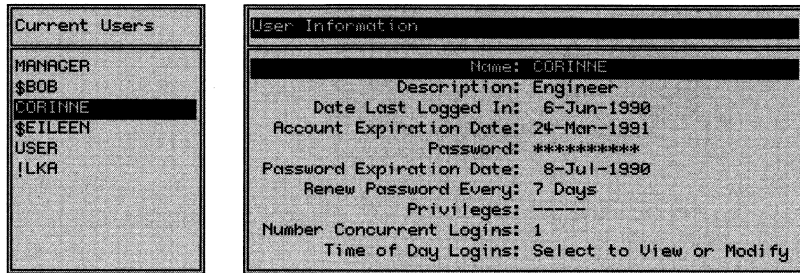 Current Users
MANAGER
$BOB
CORINNE
$EILEEN
USER
!LKA
User Information
Name: CORINNE
Description: Engineer
Date Last Logged In: 6-Jun-1990
Account Expiration Date: 24-Mar-1991
Password: **********
Password Expiration Date: 8-Jul-1990
Renew Password Every: 7 Days
Privileges: -----
Number Concurrent Logins: 1
Time of Day Logins: Select to View or Modify